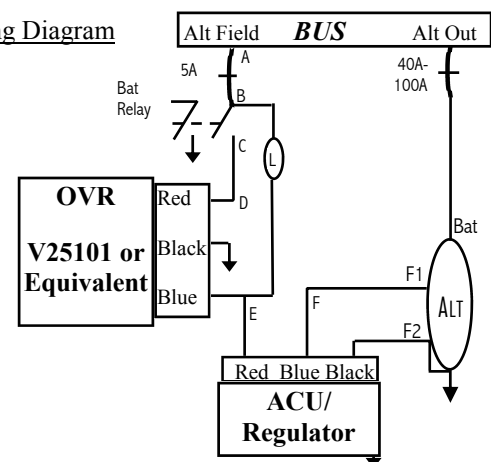 ng Diagram
Alt Field BUS Alt Out
A
5A
40A-
100A
Bat
Relay
B
C
L
OVR
V25101 or
Equivalent
Red
D
Black
Blue
Bat
F1
E
F
ALT
F2
Red Blue Black
ACU/
Regulator